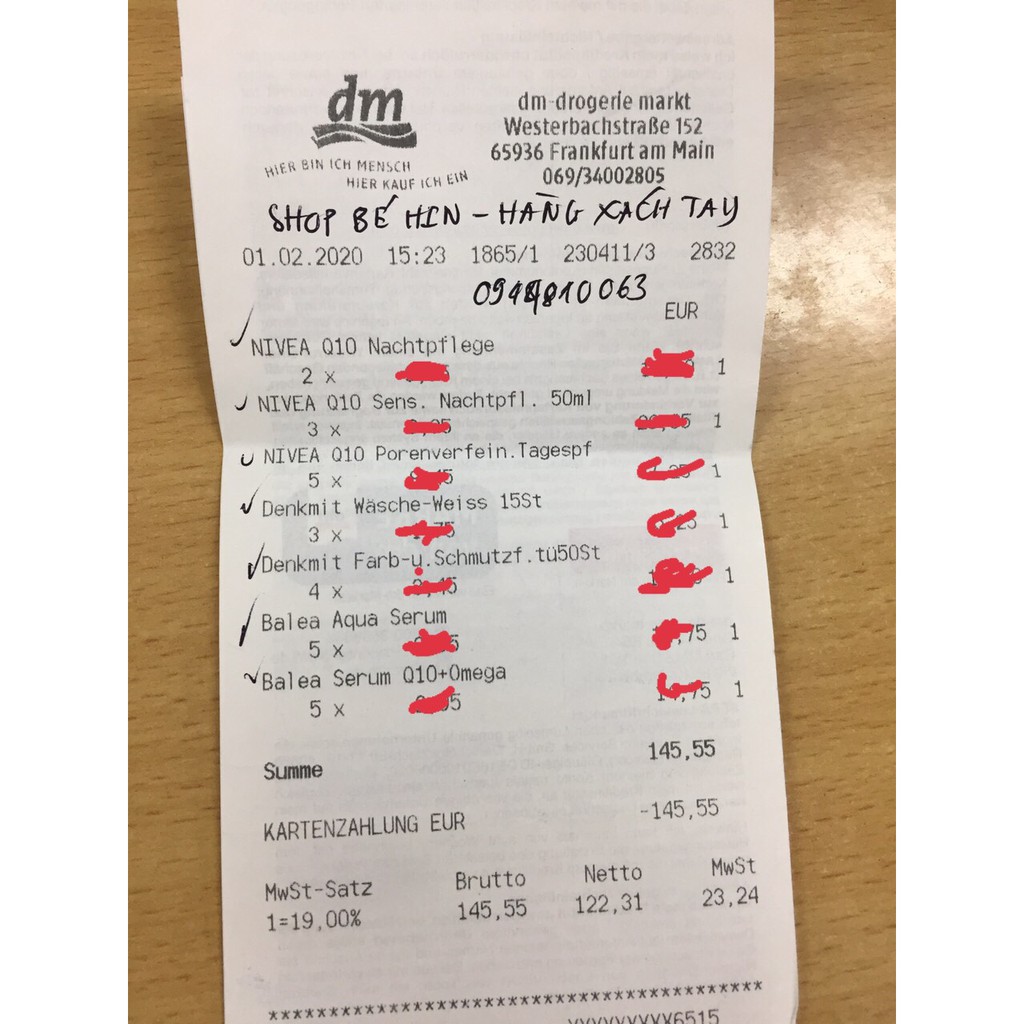 dm
HIER BIN ICH MENSCH
HIER KAUF ICH EIN
dm-drogerie markt
Westerbachstraße 152
65936 Frankfurt am Main
069/34002805
SHOP BÉ HIN - HÀNG XÁCH TAY
01.02.2020 15:23 1865/1 230411/3 2832
EUR
NIVEA Q10 Nachtpflege
2 x 1
NIVEA Q10 Sens. Nachtpfl. 50ml
3 x 1
NIVEA Q10 Porenverfein.Tagespf
5 x 1
Denkmit Wäsche-Weiss 15St
3 x 1
Denkmit Farb-u.Schmutzf.tü50St
4 x 1
Balea Aqua Serum
5 x 1
Balea Serum Q10+Omega
5 x 1
Summe 145,55
KARTENZAHLUNG EUR -145,55
MwSt-Satz Brutto Netto MwSt
1=19,00% 145,55 122,31 23,24
****************************************